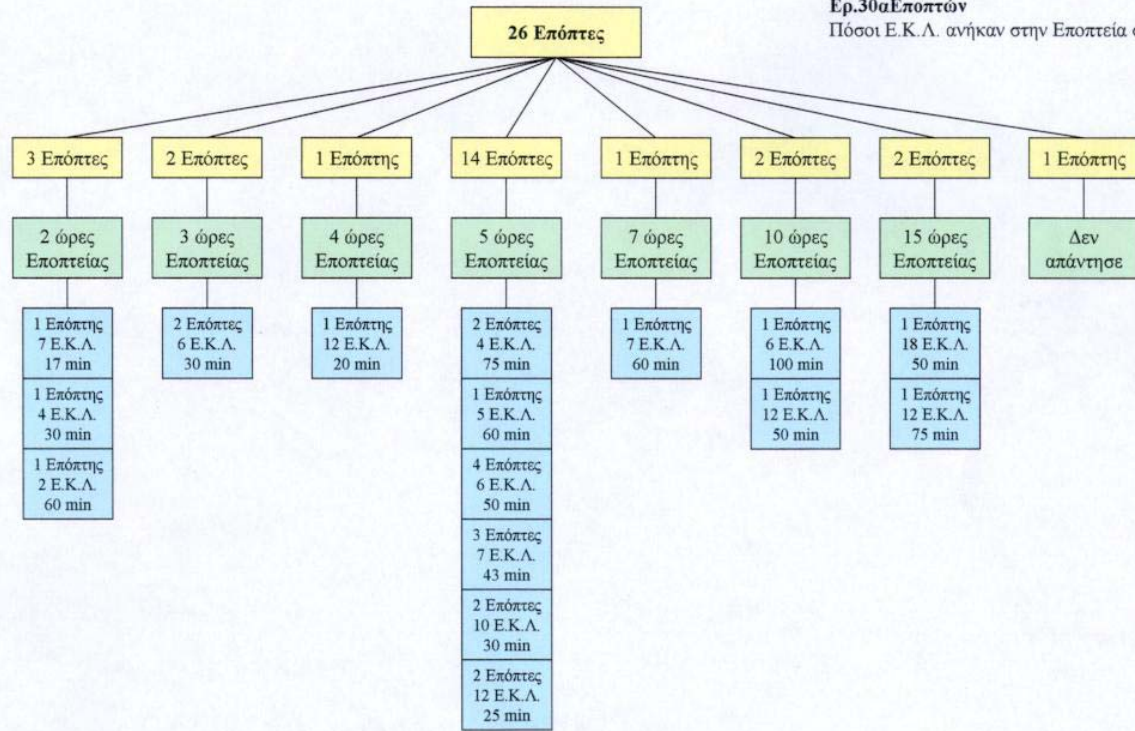 26 Επόπτες
Ερ.30αΕποπτών
Πόσοι Ε.Κ.Λ. ανήκαν στην Εποπτεία
3 Επόπτες
2 Επόπτες
1 Επόπτης
14 Επόπτες
1 Επόπτης
2 Επόπτες
2 Επόπτες
1 Επόπτης
2 ώρες
Εποπτείας
3 ώρες
Εποπτείας
4 ώρες
Εποπτείας
5 ώρες
Εποπτείας
7 ώρες
Εποπτείας
10 ώρες
Εποπτείας
15 ώρες
Εποπτείας
Δεν
απάντησε
1 Επόπτης
7 Ε.Κ.Λ.
17 min
1 Επόπτης
4 Ε.Κ.Λ.
30 min
1 Επόπτης
2 Ε.Κ.Λ.
60 min
2 Επόπτες
6 Ε.Κ.Λ.
30 min
1 Επόπτης
12 Ε.Κ.Λ.
20 min
2 Επόπτες
4 Ε.Κ.Λ.
75 min
1 Επόπτης
5 Ε.Κ.Λ.
60 min
4 Επόπτες
6 Ε.Κ.Λ.
50 min
3 Επόπτες
7 Ε.Κ.Λ.
43 min
2 Επόπτες
10 Ε.Κ.Λ.
30 min
2 Επόπτες
12 Ε.Κ.Λ.
25 min
1 Επόπτης
7 Ε.Κ.Λ.
60 min
1 Επόπτης
6 Ε.Κ.Λ.
100 min
1 Επόπτης
12 Ε.Κ.Λ.
50 min
1 Επόπτης
18 Ε.Κ.Λ.
50 min
1 Επόπτης
12 Ε.Κ.Λ.
75 min